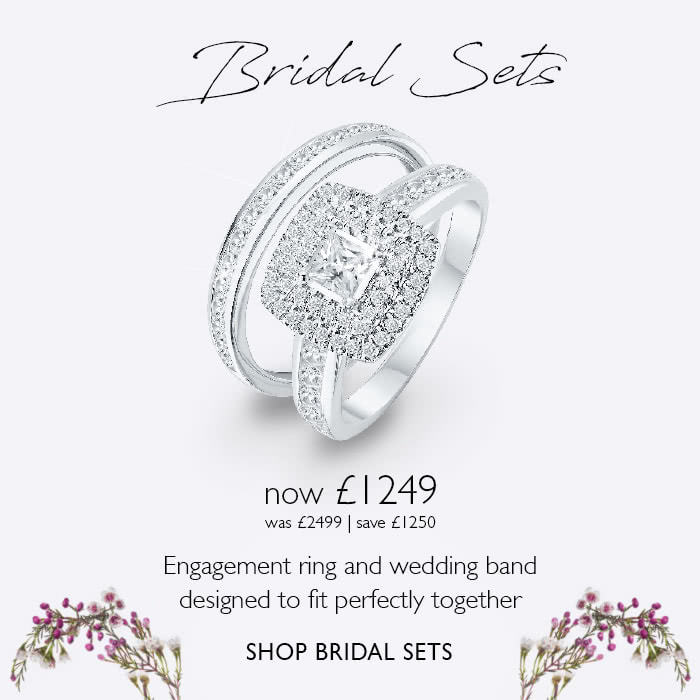 Bridal Sets
now £1249
was £2499 | save £1250
Engagement ring and wedding band
designed to fit perfectly together
SHOP BRIDAL SETS